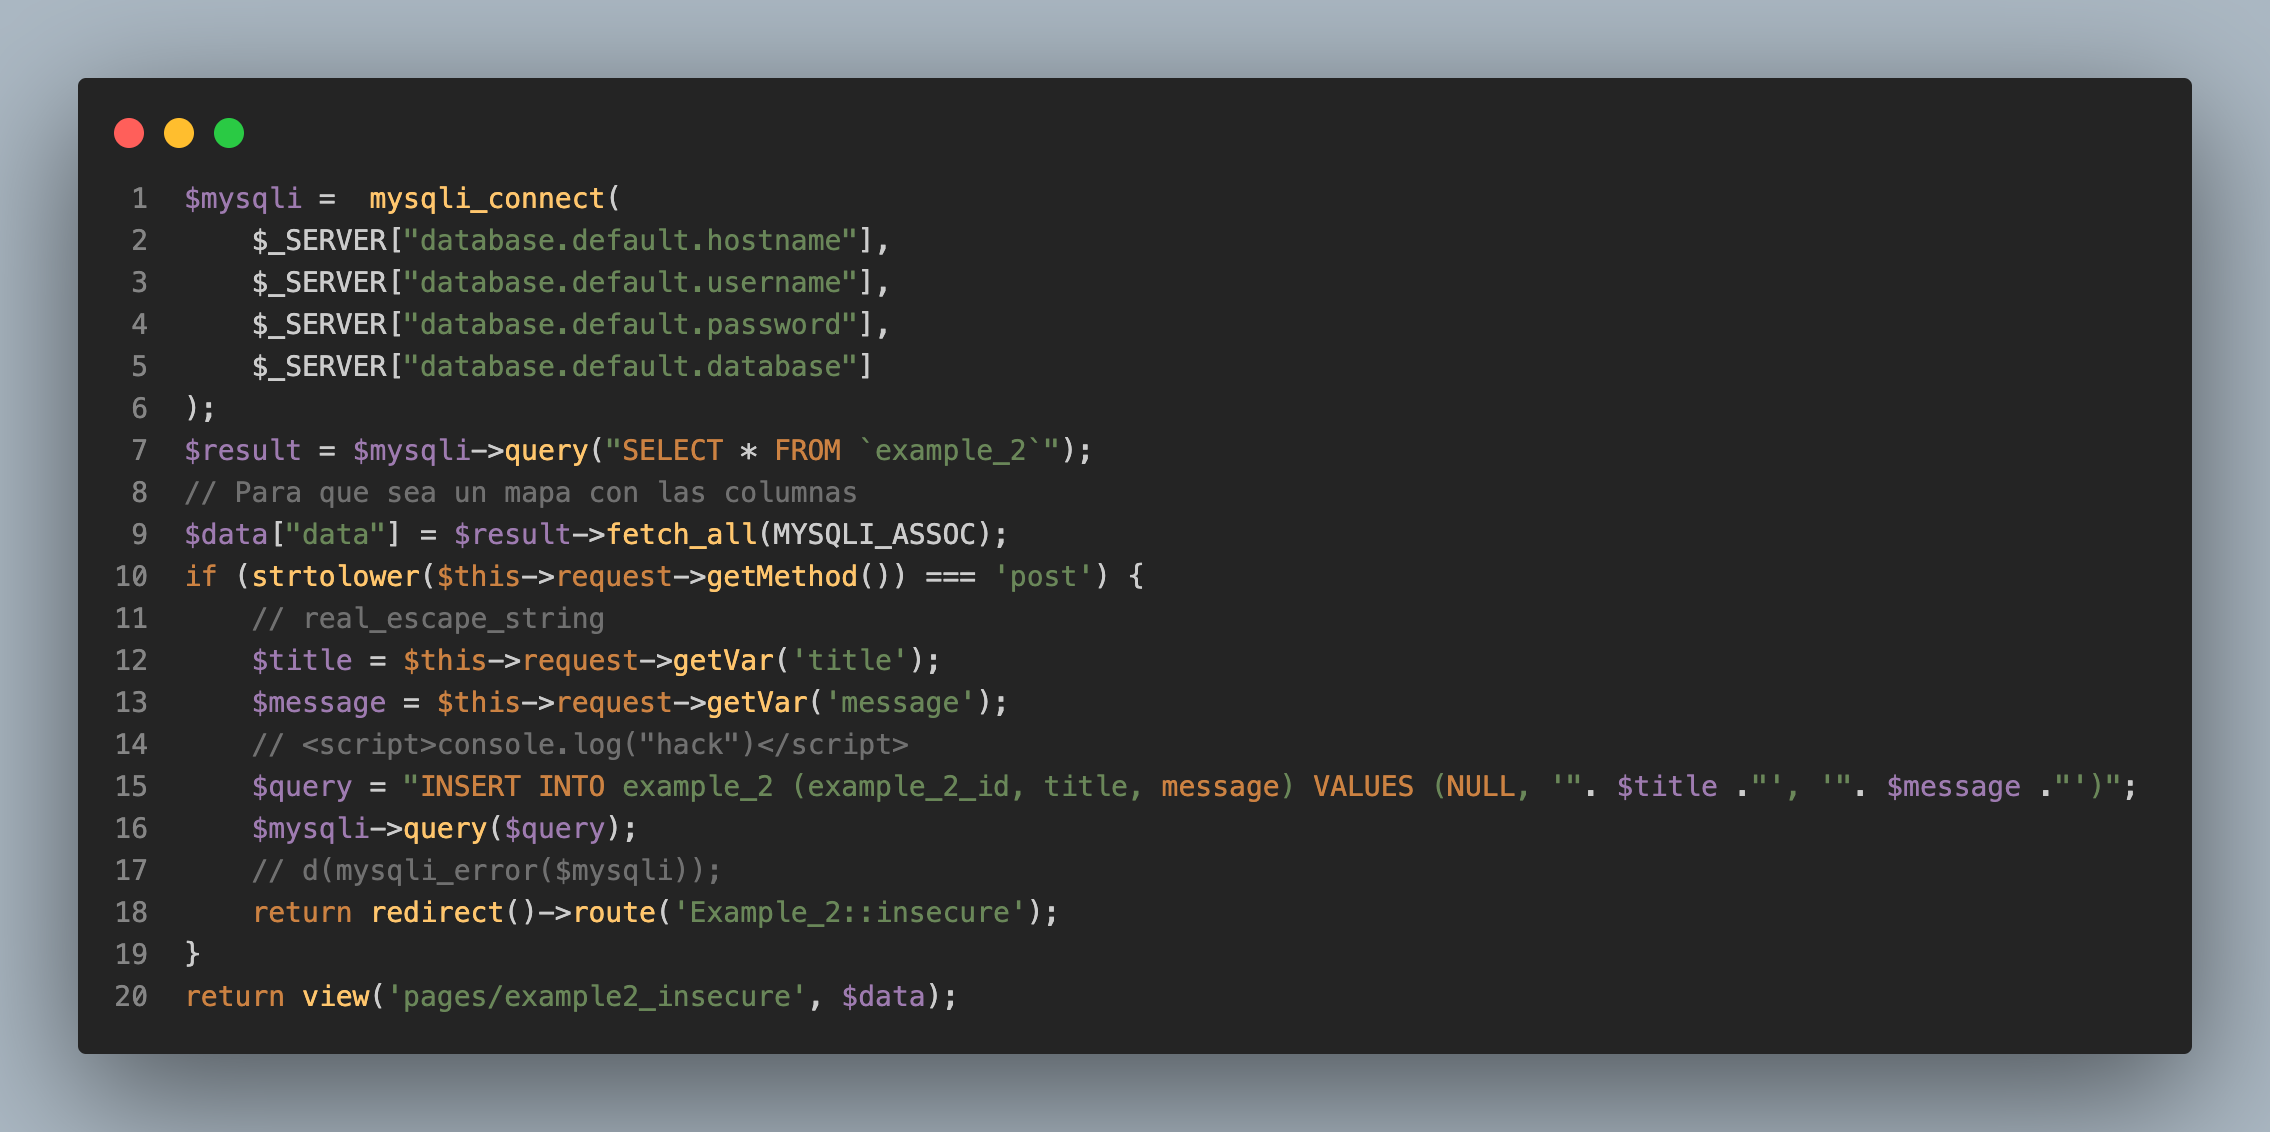 1 $mysqli =  mysqli_connect(
2     $_SERVER["database.default.hostname"],
3     $_SERVER["database.default.username"],
4     $_SERVER["database.default.password"],
5     $_SERVER["database.default.database"]
6 );
7 $result = $mysqli->query("SELECT * FROM `example_2`");
8 // Para que sea un mapa con las columnas
9 $data["data"] = $result->fetch_all(MYSQLI_ASSOC);
10 if (strtolower($this->request->getMethod()) === 'post') {
11     // real_escape_string
12     $title = $this->request->getVar('title');
13     $message = $this->request->getVar('message');
14     // <script>console.log("hack")</script>
15     $query = "INSERT INTO example_2 (example_2_id, title, message) VALUES (NULL, '". $title ."', '". $message ."')";
16     $mysqli->query($query);
17     // d(mysqli_error($mysqli));
18     return redirect()->route('Example_2::insecure');
19 }
20 return view('pages/example2_insecure', $data);